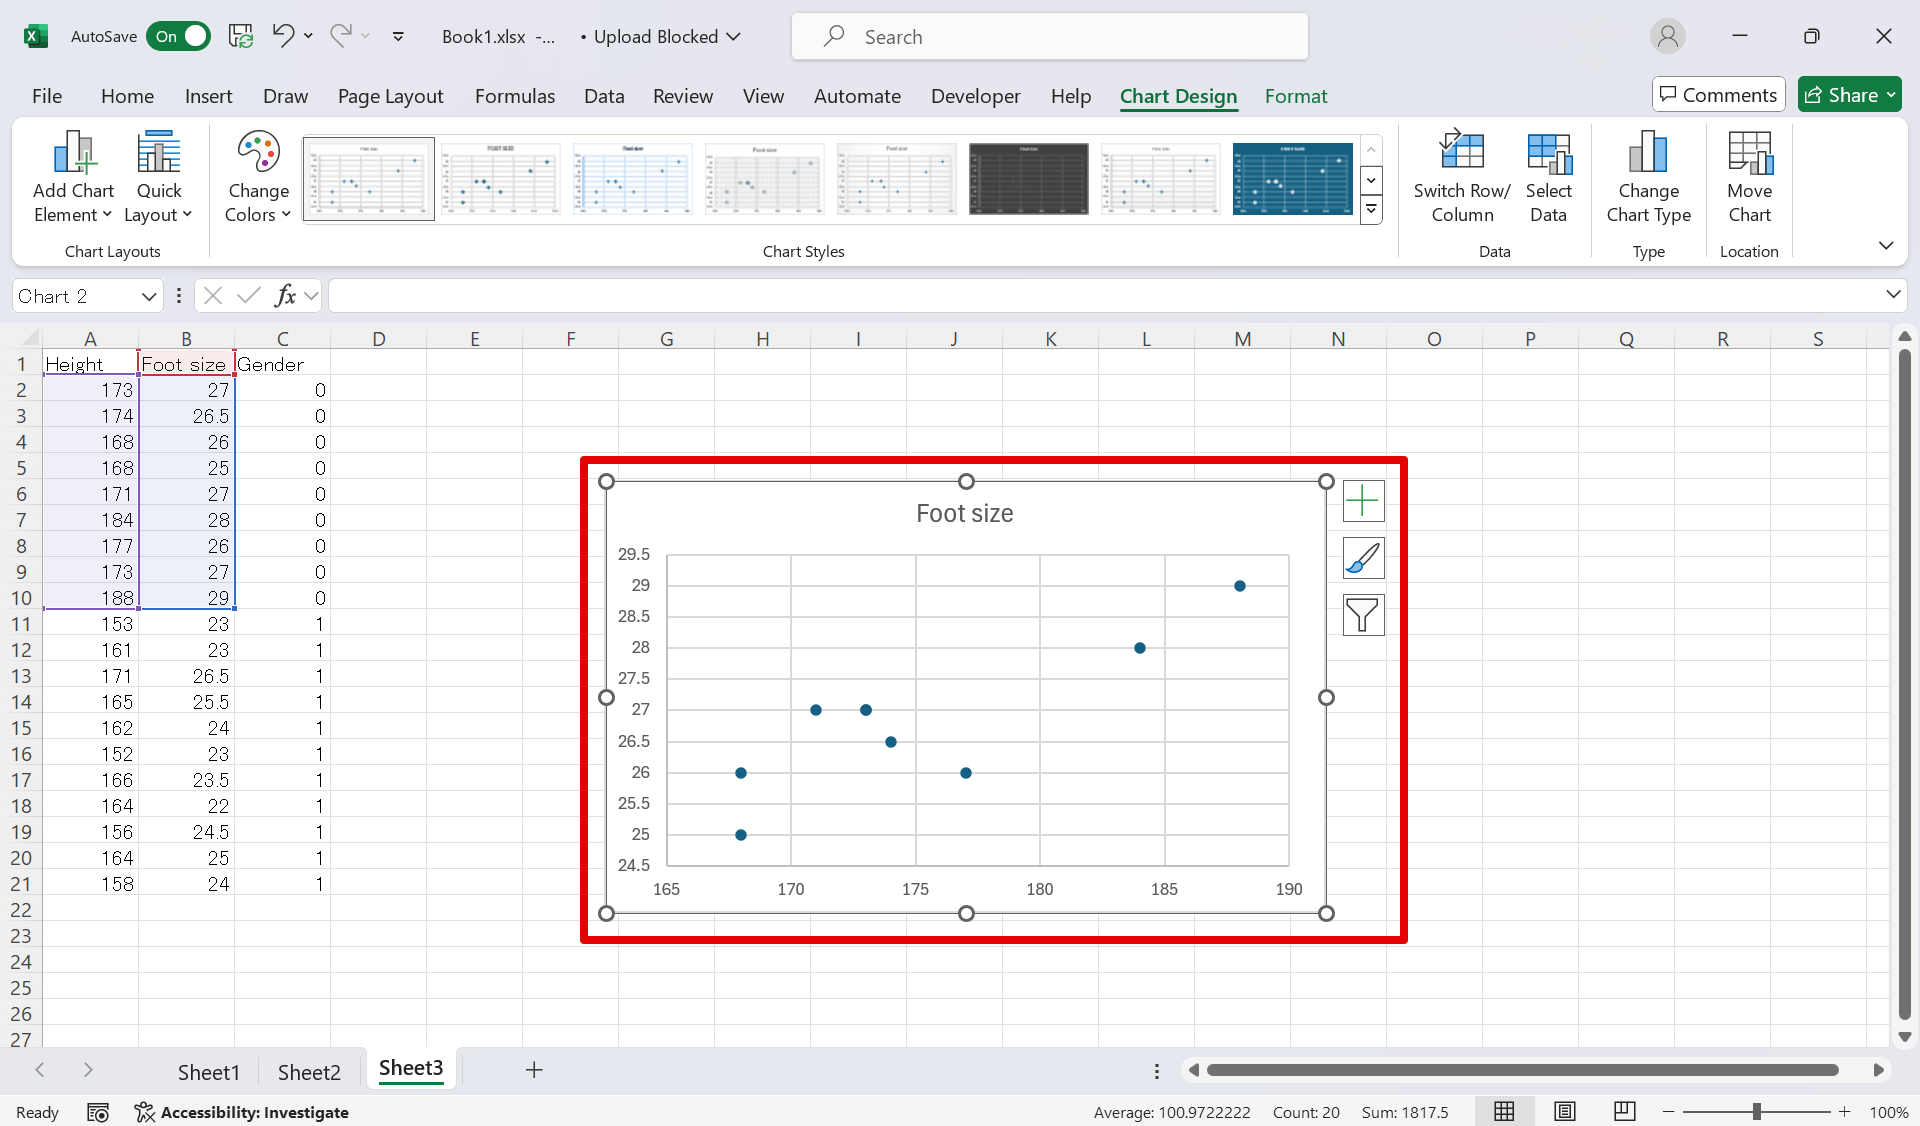 AutoSave On Book1.xlsx -... • Upload Blocked Search
File Home Insert Draw Page Layout Formulas Data Review View Automate Developer Help Chart Design Format Comments Share
Add Chart Element Quick Layout
Change Colors
Switch Row/ Column Select Data
Change Chart Type
Move Chart
Chart Layouts Chart Styles Data Type Location
Chart 2 fx
A B C D E F G H I J K L M N O P Q R S
1 Height Foot size Gender
2 173 27 0
3 174 26.5 0
4 168 26 0
5 168 25 0
6 171 27 0
7 184 28 0
8 177 26 0
9 173 27 0
10 188 29 0
11 153 23 1
12 161 23 1
13 171 26.5 1
14 165 25.5 1
15 162 24 1
16 152 23 1
17 166 23.5 1
18 164 22 1
19 156 24.5 1
20 164 25 1
21 158 24 1
22
23
24
25
26
27
Foot size
29.5
29
28.5
28
27.5
27
26.5
26
25.5
25
24.5
165 170 175 180 185 190
Sheet1 Sheet2 Sheet3
Ready Accessibility: Investigate Average: 100.9722222 Count: 20 Sum: 1817.5 100%